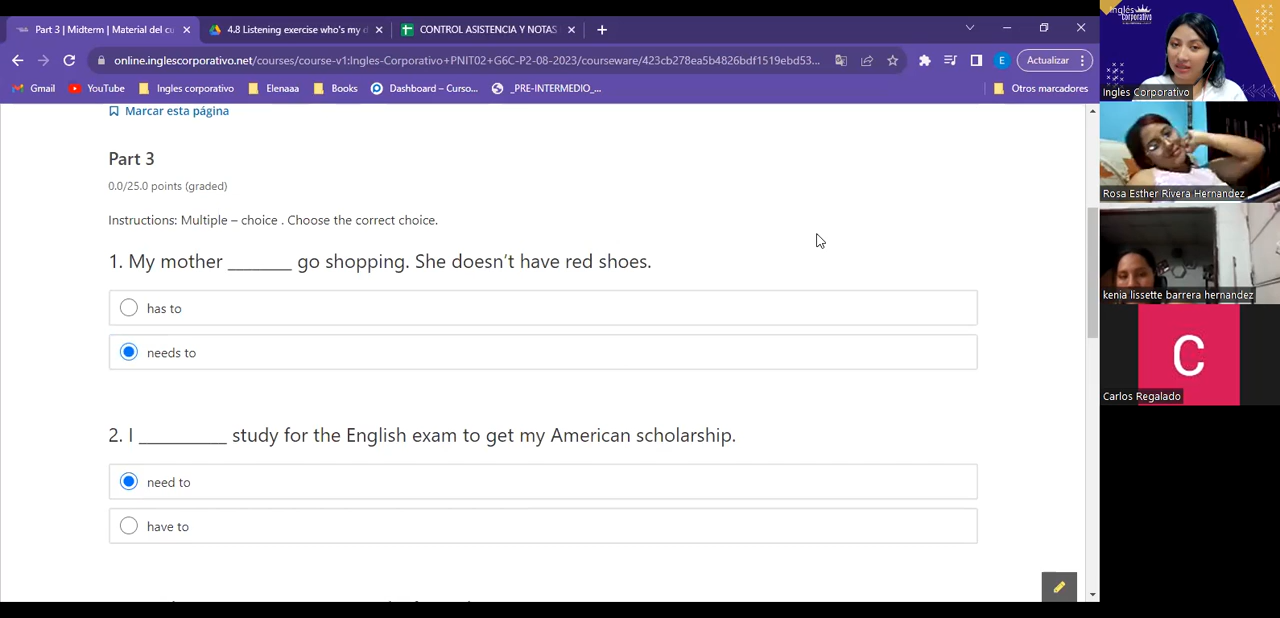 Part 3 | Midterm | Material del cu
4.8 Listening exercise who's my d
CONTROL ASISTENCIA Y NOTAS
online.inglescorporativo.net/courses/course-v1:Ingles-Corporativo+PNIT02+G6C-P2-08-2023/courseware/423cb278ea5b4826bdf1519ebd53...
E
Actualizar
Gmail
YouTube
Ingles corporativo
Elenaaa
Books
Dashboard – Curso...
_PRE-INTERMEDIO_...
Otros marcadores
Marcar esta página
Part 3
0.0/25.0 points (graded)
Instructions: Multiple – choice . Choose the correct choice.
1. My mother _______ go shopping. She doesn't have red shoes.
has to
needs to
2. I __________ study for the English exam to get my American scholarship.
need to
have to
Inglés
corporativo
Ingles Corporativo
Rosa Esther Rivera Hernandez
kenia lissette barrera hernandez
C
Carlos Regalado